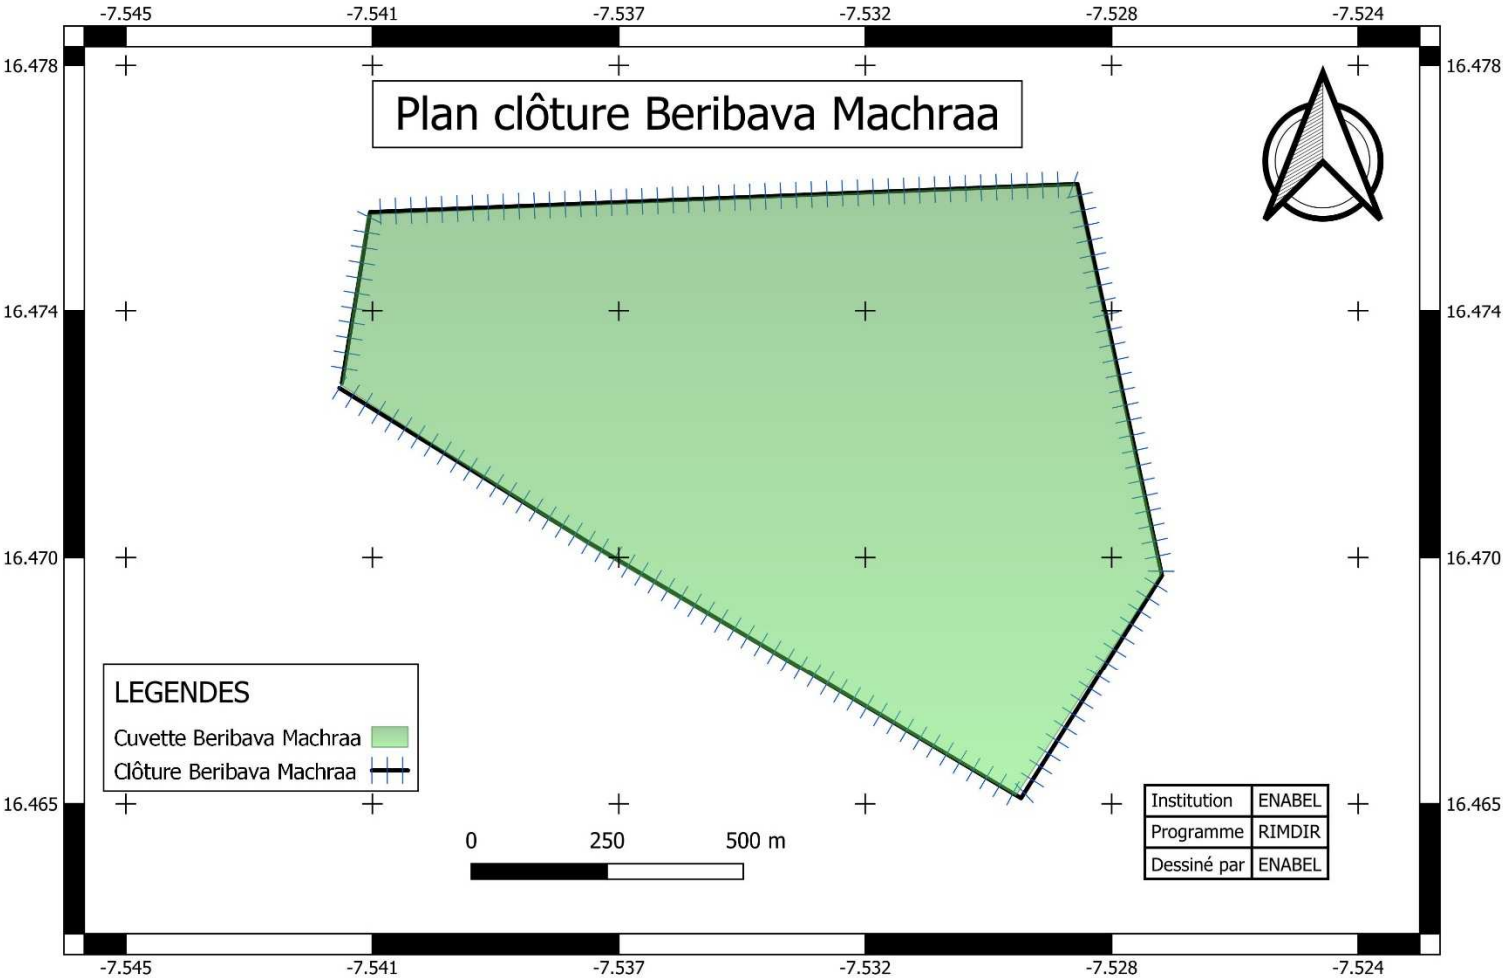 -7.545 -7.541 -7.537 -7.532 -7.528 -7.524
16.478 16.478
Plan clôture Beribava Machraa
16.474 16.474
16.470 16.470
LEGENDES
Cuvette Beribava Machraa
Clôture Beribava Machraa
16.465 16.465
Institution ENABEL
Programme RIMDIR
Dessiné par ENABEL
0 250 500 m
-7.545 -7.541 -7.537 -7.532 -7.528 -7.524